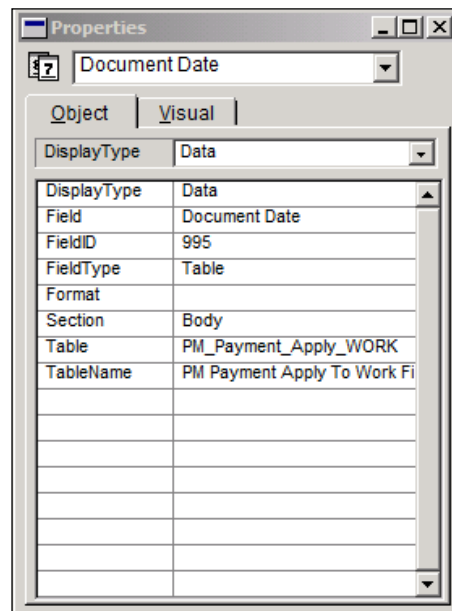 Properties
Document Date
Object Visual
DisplayType Data
DisplayType Data
Field Document Date
FieldID 995
FieldType Table
Format
Section Body
Table PM_Payment_Apply_WORK
TableName PM Payment Apply To Work Fi